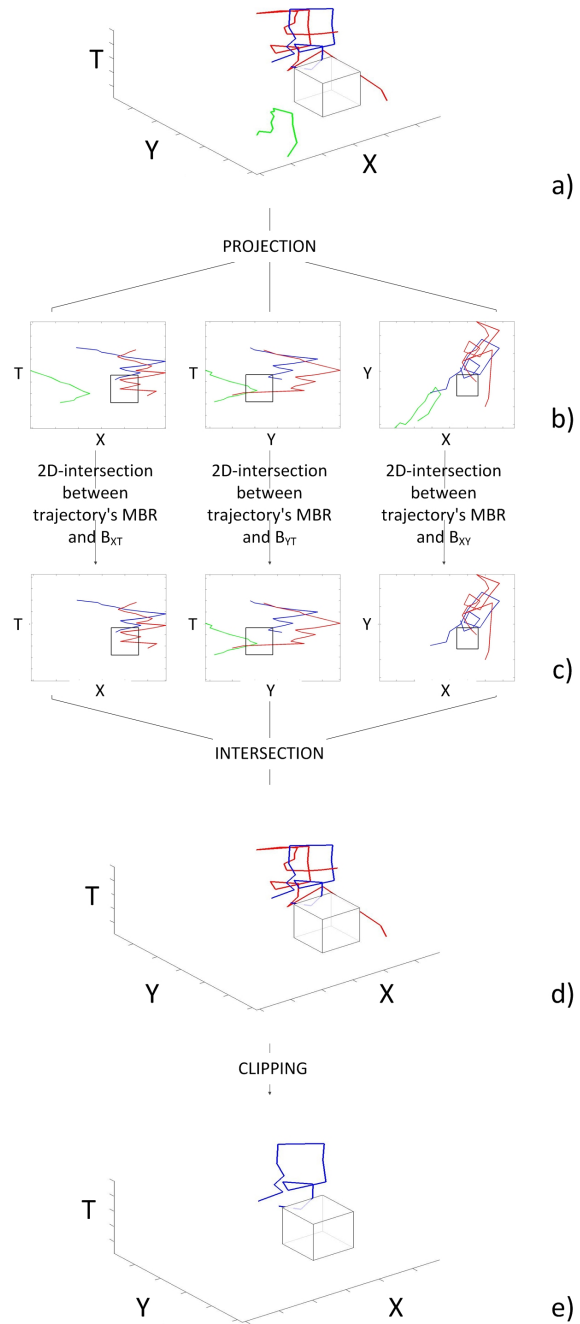 T
Y
X
a)
PROJECTION
T
T
Y
b)
X
Y
X
2D-intersection
between
trajectory's MBR
and BXT
2D-intersection
between
trajectory's MBR
and BYT
2D-intersection
between
trajectory's MBR
and BXY
T
T
Y
c)
X
Y
X
INTERSECTION
T
Y
X
d)
CLIPPING
T
Y
X
e)